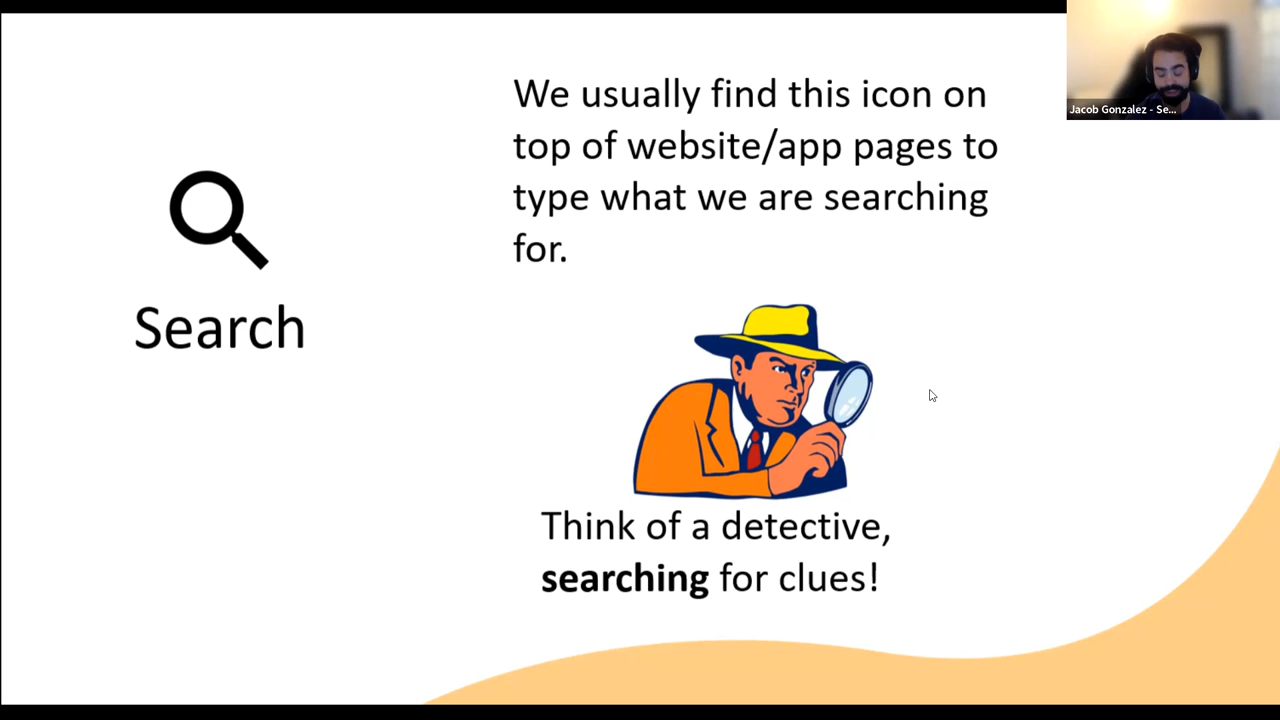 We usually find this icon on
top of website/app pages to
type what we are searching
for.
Search
Think of a detective,
searching for clues!
Jacob Gonzalez - Se...